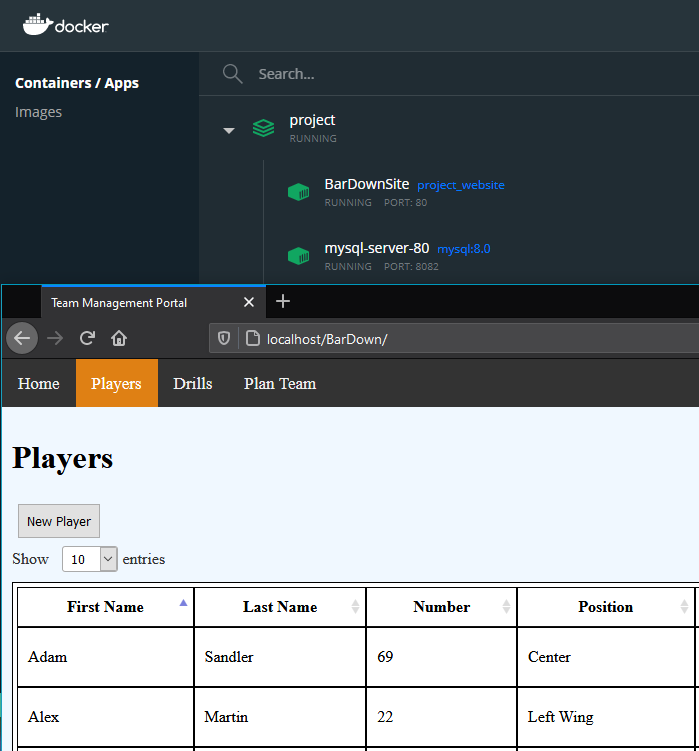 docker
Containers / Apps
Search...
Images
project
RUNNING
BarDownSite project_website
RUNNING PORT: 80
mysql-server-80 mysql:8.0
RUNNING PORT: 8082
Team Management Portal
localhost/BarDown/
Home Players Drills Plan Team
Players
New Player
Show 10 entries
First Name Last Name Number Position
Adam Sandler 69 Center
Alex Martin 22 Left Wing